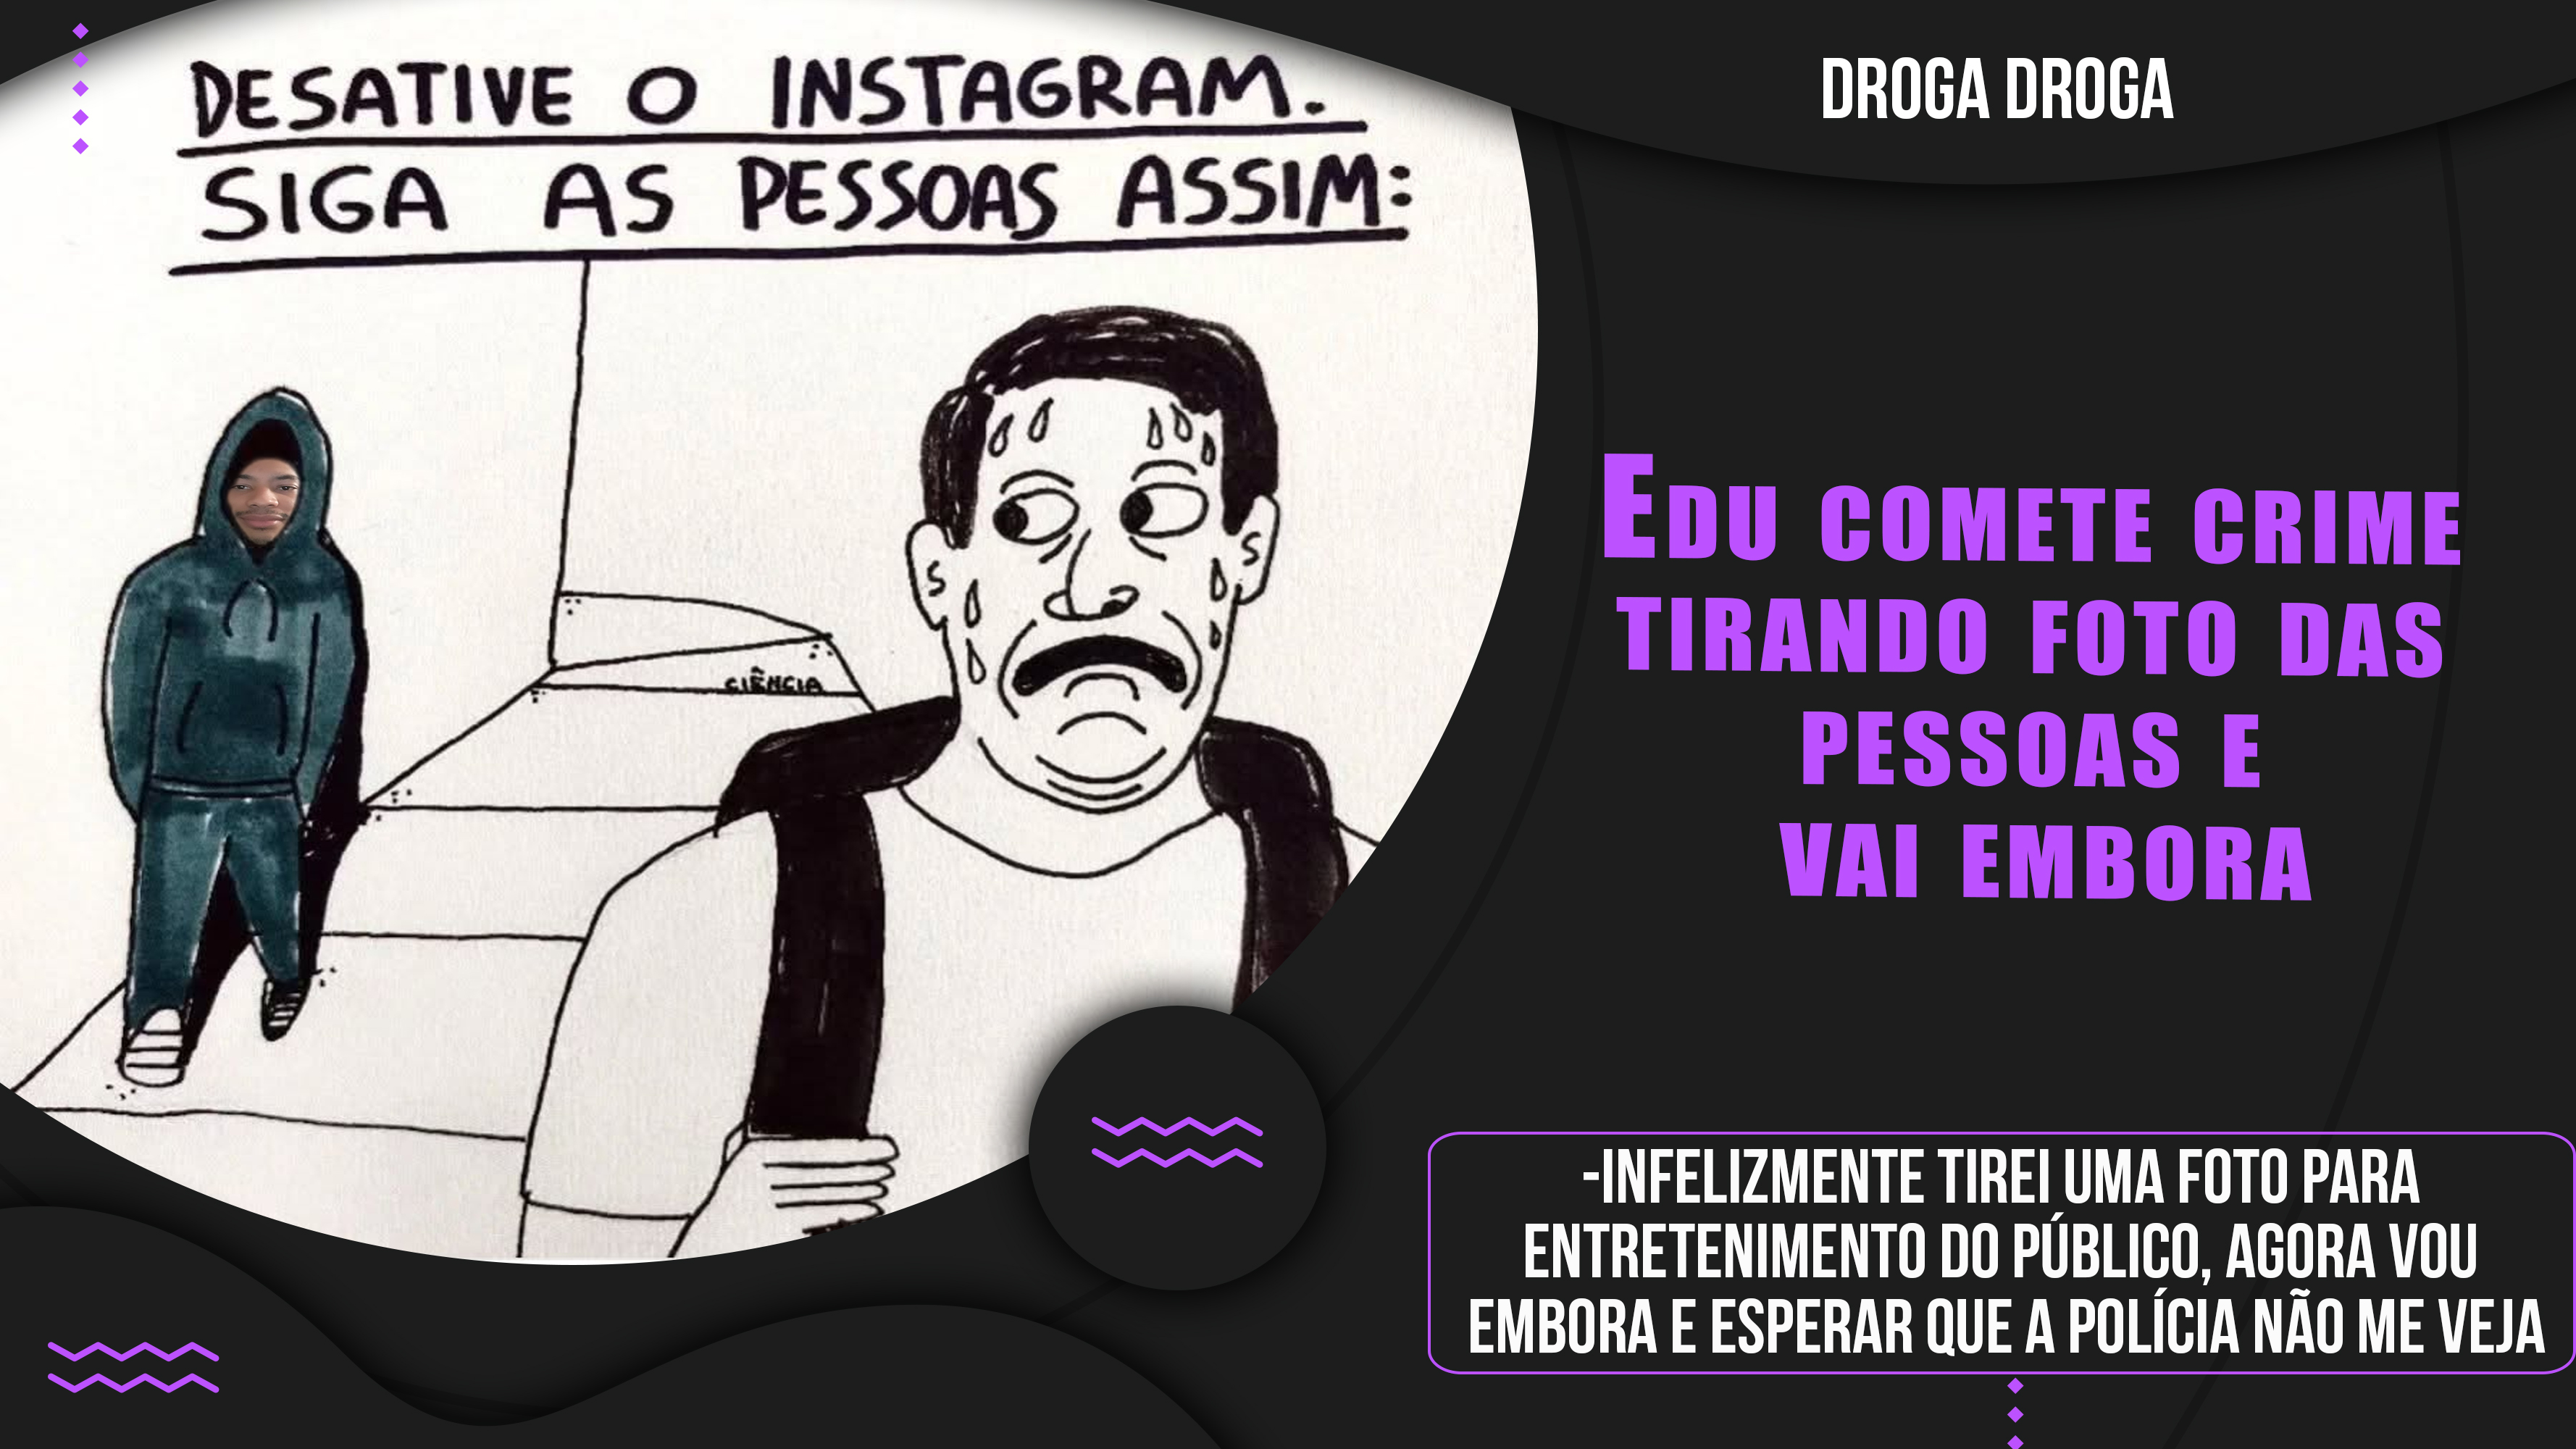 DESATIVE O INSTAGRAM.
SIGA AS PESSOAS ASSIM:
CIÊNCIA
DROGA DROGA
EDU COMETE CRIME
TIRANDO FOTO DAS
PESSOAS E
VAI EMBORA
-INFELIZMENTE TIREI UMA FOTO PARA
ENTRETENIMENTO DO PÚBLICO, AGORA VOU
EMBORA E ESPERAR QUE A POLÍCIA NÃO ME VEJA